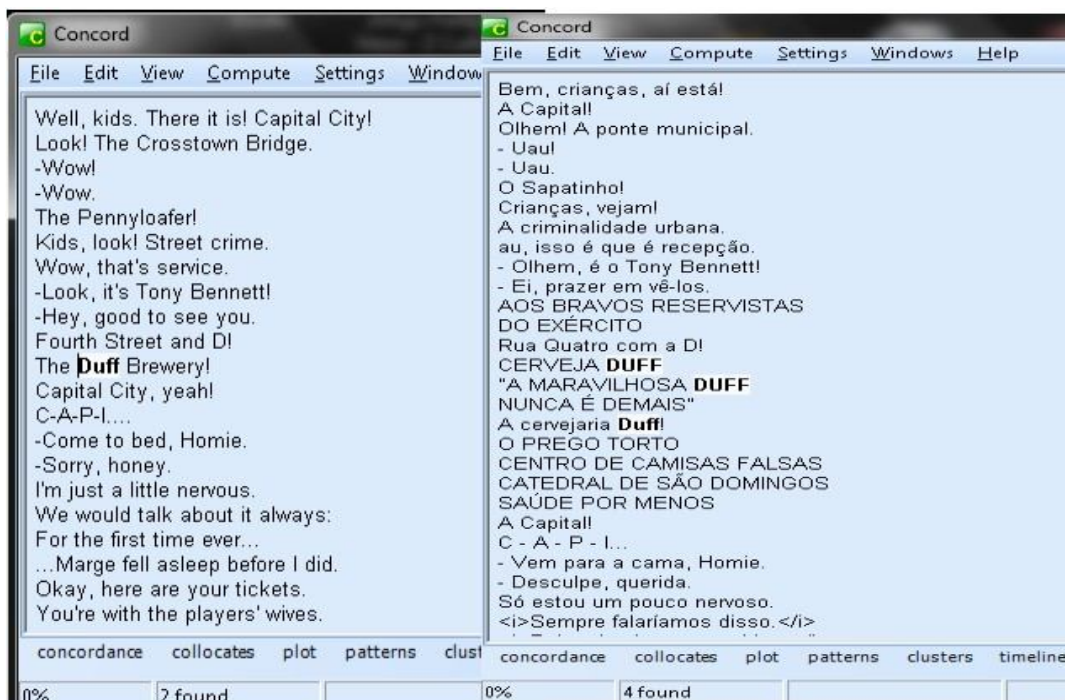 Concord
File Edit View Compute Settings Window
Well, kids. There it is! Capital City!
Look! The Crosstown Bridge.
-Wow!
-Wow.
The Pennyloafer!
Kids, look! Street crime.
Wow, that's service.
-Look, it's Tony Bennett!
-Hey, good to see you.
Fourth Street and D!
The Duff Brewery!
Capital City, yeah!
C-A-P-I....
-Come to bed, Homie.
-Sorry, honey.
I'm just a little nervous.
We would talk about it always:
For the first time ever...
...Marge fell asleep before I did.
Okay, here are your tickets.
You're with the players' wives.
concordance collocates plot patterns clust
0% 2 found
Concord
File Edit View Compute Settings Windows Help
Bem, crianças, aí está!
A Capital!
Olhem! A ponte municipal.
- Uau!
- Uau.
O Sapatinho!
Crianças, vejam!
A criminalidade urbana.
au, isso é que é recepção.
- Olhem, é o Tony Bennett!
- Ei, prazer em vê-los.
AOS BRAVOS RESERVISTAS
DO EXÉRCITO
Rua Quatro com a D!
CERVEJA DUFF
"A MARAVILHOSA DUFF
NUNCA É DEMAIS"
A cervejaria Duff!
O PREGO TORTO
CENTRO DE CAMISAS FALSAS
CATEDRAL DE SÃO DOMINGOS
SAÚDE POR MENOS
A Capital!
C - A - P - I...
- Vem para a cama, Homie.
- Desculpe, querida.
Só estou um pouco nervoso.
<i>Sempre falaríamos disso.</i>
concordance collocates plot patterns clusters timeline
0% 4 found